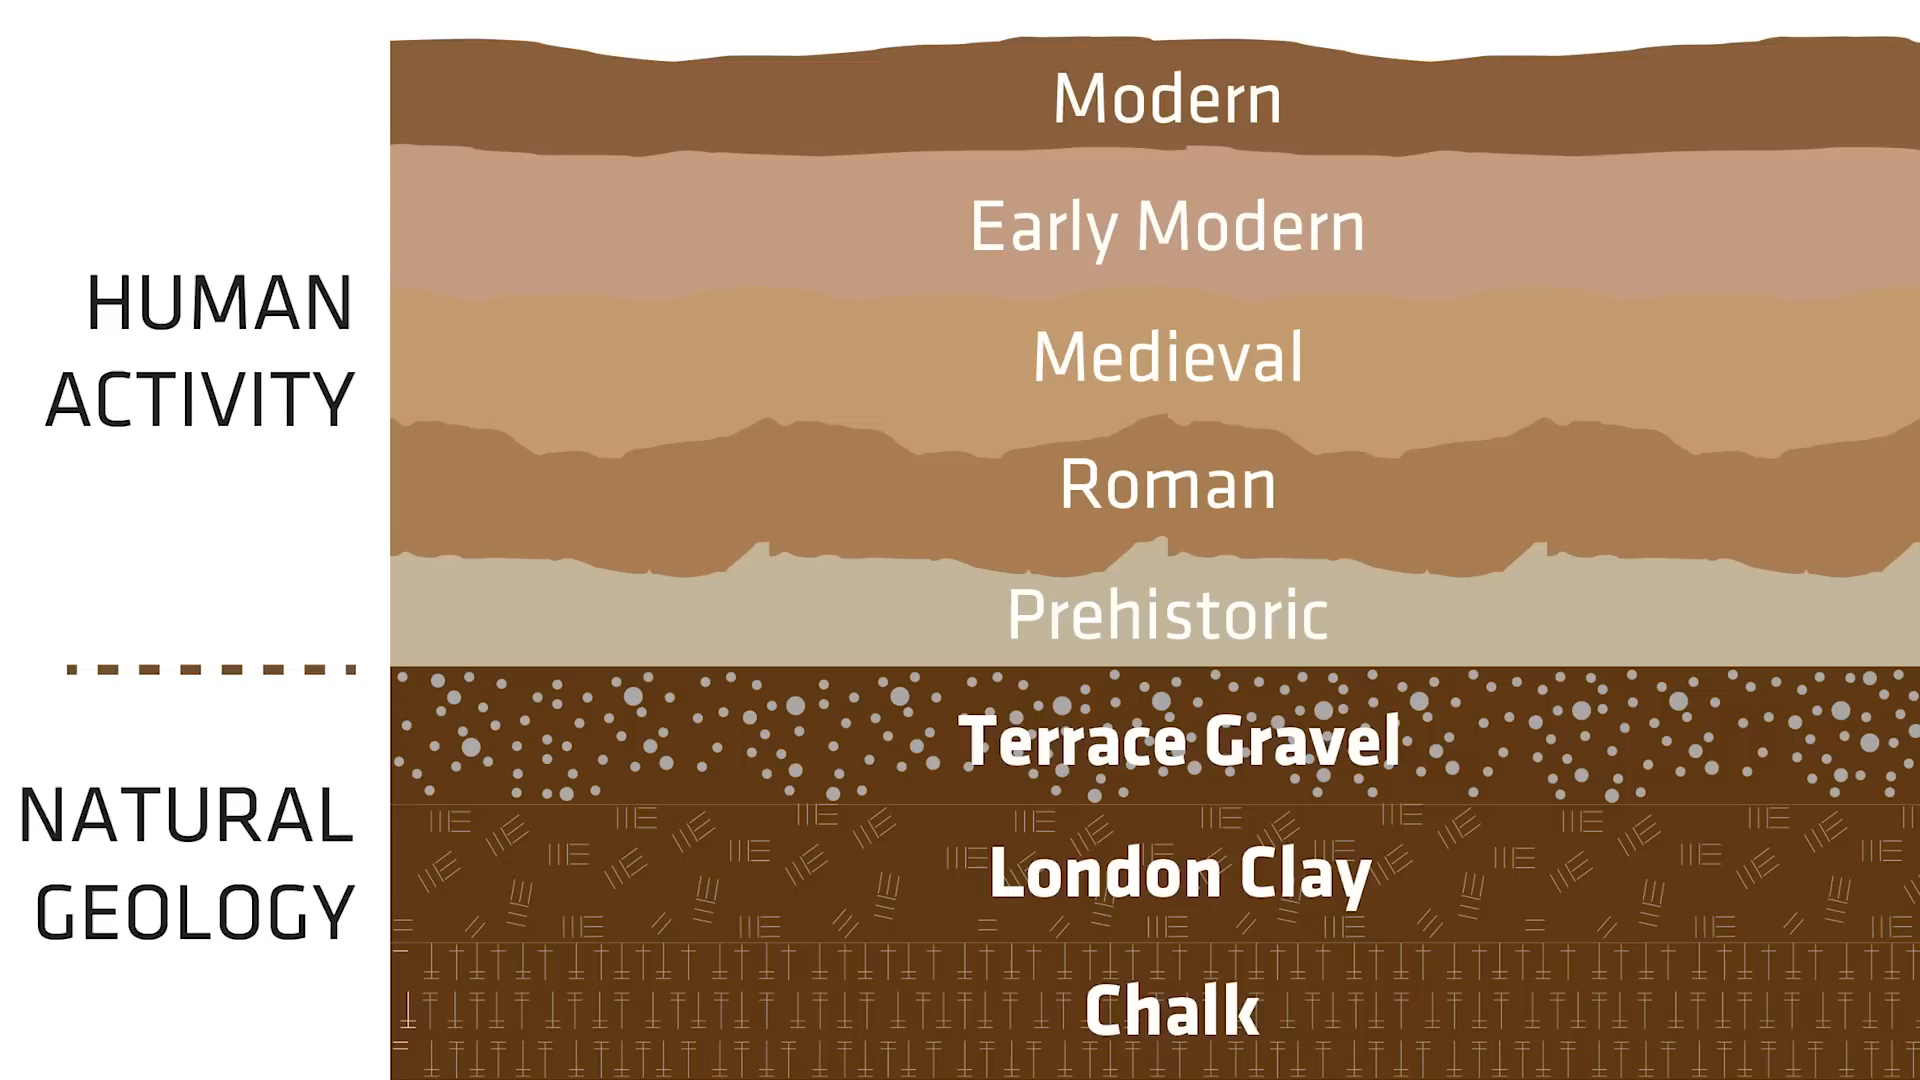 Modern
Early Modern
HUMAN
ACTIVITY
Medieval
Roman
Prehistoric
Terrace Gravel
NATURAL
GEOLOGY
London Clay
Chalk